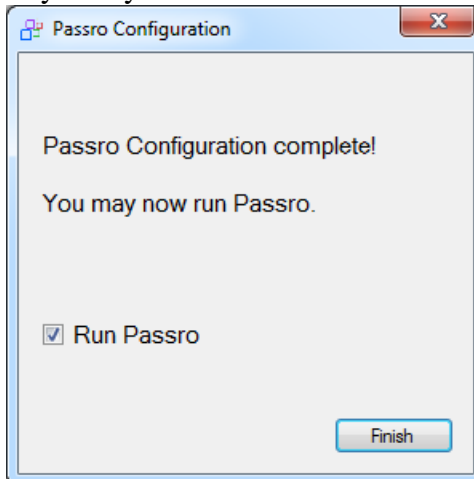 Passro Configuration
Passro Configuration complete!
You may now run Passro.
Run Passro
Finish